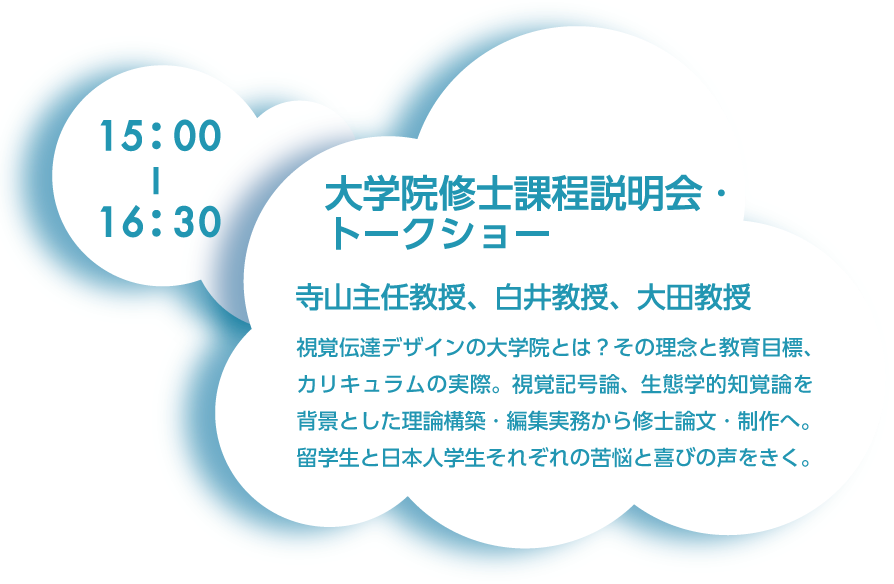 15：00
｜
16：30
大学院修士課程説明会・
トークショー
寺山主任教授、白井教授、大田教授
視覚伝達デザインの大学院とは？その理念と教育目標、
カリキュラムの実際。視覚記号論、生態学的知覚論を
背景とした理論構築・編集実務から修士論文・制作へ。
留学生と日本人学生それぞれの苦悩と喜びの声をきく。